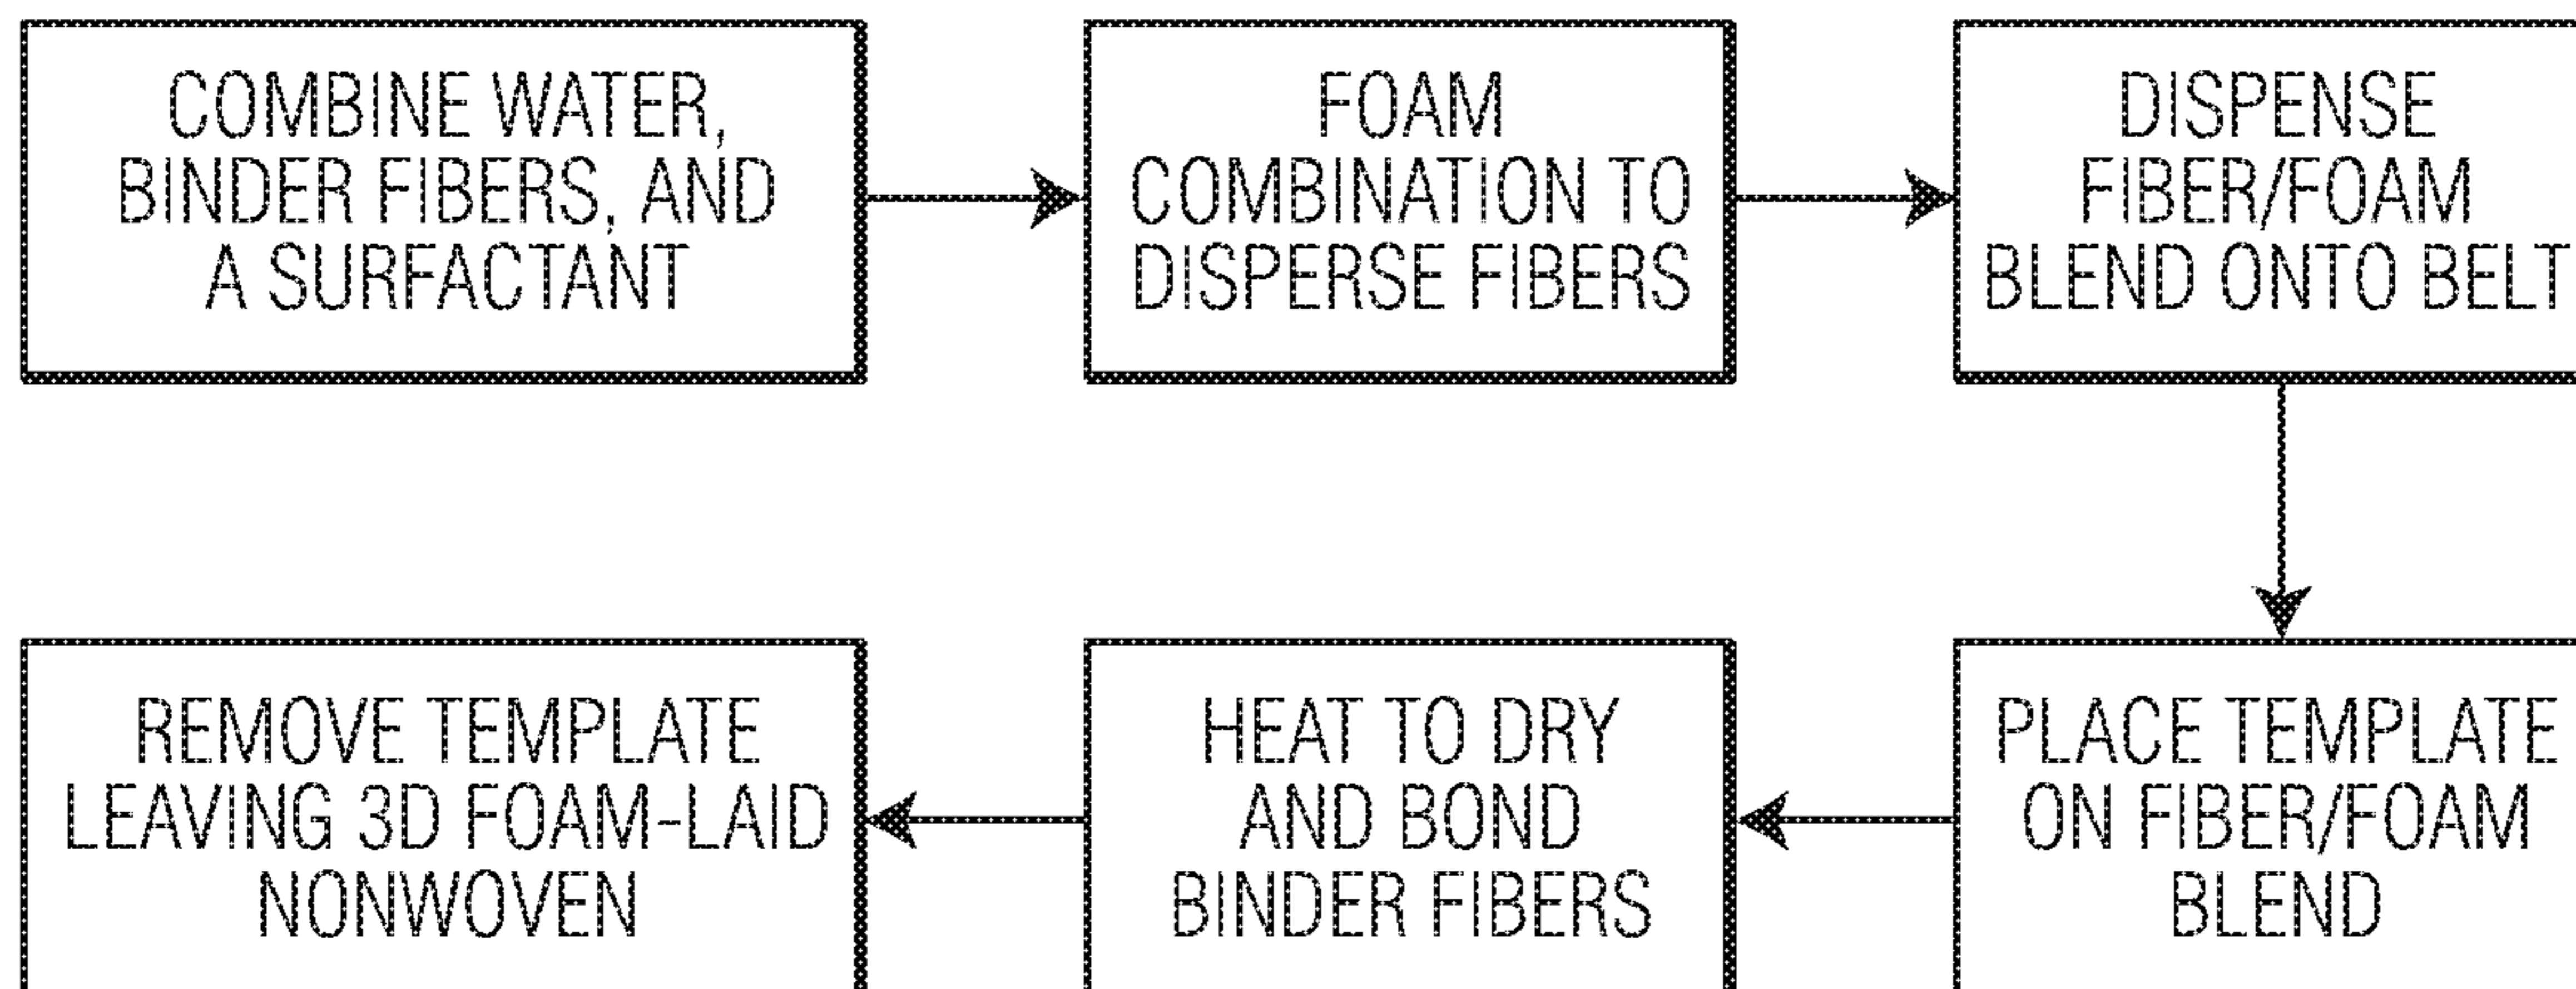 COMBINE WATER,
BINDER FIBERS, AND
A SURFACTANT
FOAM
COMBINATION TO
DISPERSE FIBERS
DISPENSE
FIBER/FOAM
BLEND ONTO BELT
PLACE TEMPLATE
ON FIBER/FOAM
BLEND
HEAT TO DRY
AND BOND
BINDER FIBERS
REMOVE TEMPLATE
LEAVING 3D FOAM-LAID
NONWOVEN